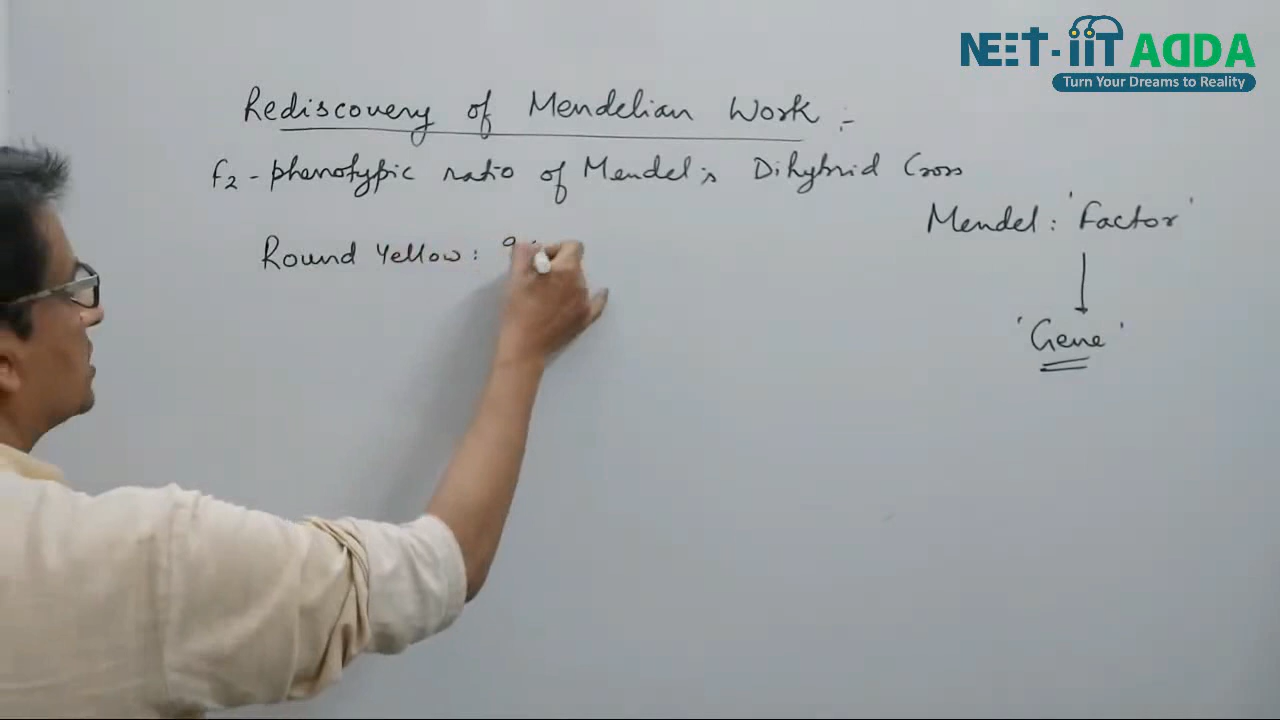 NEET-iiT ADDA
Turn Your Dreams to Reality
Rediscovery of Mendelian Work :-
F2 - phenotypic ratio of Mendel's Dihybrid Cross
Mendel : 'Factor'
Round Yellow : 9
'Gene'